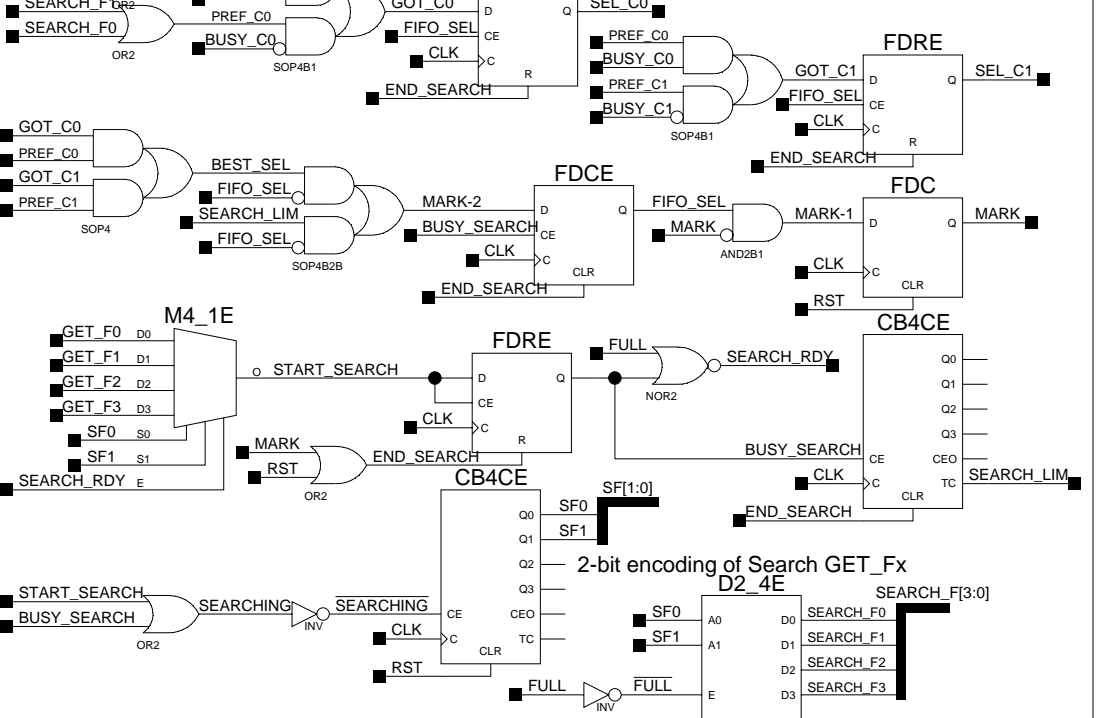 SEARCH_F1
OR2
SEARCH_F0
OR2
PREF_C0
BUSY_C0
SOP4B1
GOT_C0
FIFO_SEL
CLK
END_SEARCH
D
Q
CE
C
R
SEL_C0
PREF_C0
BUSY_C0
PREF_C1
BUSY_C1
SOP4B1
FDRE
GOT_C1
FIFO_SEL
CLK
END_SEARCH
D
Q
CE
C
R
SEL_C1
GOT_C0
PREF_C0
GOT_C1
PREF_C1
SOP4
BEST_SEL
FIFO_SEL
SEARCH_LIM
FIFO_SEL
SOP4B2B
FDCE
MARK-2
BUSY_SEARCH
CLK
END_SEARCH
D
Q
CE
C
CLR
FIFO_SEL
MARK
AND2B1
FDC
MARK-1
CLK
RST
D
Q
C
CLR
MARK
M4_1E
GET_F0 D0
GET_F1 D1
GET_F2 D2
GET_F3 D3
SF0 S0
SF1 S1
SEARCH_RDY E
O START_SEARCH
MARK
RST
OR2
END_SEARCH
FDRE
CLK
D
Q
CE
C
R
FULL
NOR2
SEARCH_RDY
BUSY_SEARCH
CLK
END_SEARCH
CB4CE
Q0
Q1
Q2
Q3
CE
CEO
C
TC
CLR
SEARCH_LIM
START_SEARCH
BUSY_SEARCH
OR2
SEARCHING
INV
SEARCHING
CLK
RST
CB4CE
Q0
Q1
Q2
Q3
CE
CEO
C
TC
CLR
SF0
SF1
SF[1:0]
2-bit encoding of Search GET_Fx
D2_4E
SF0
SF1
FULL
INV
FULL
A0
A1
E
D0
D1
D2
D3
SEARCH_F0
SEARCH_F1
SEARCH_F2
SEARCH_F3
SEARCH_F[3:0]